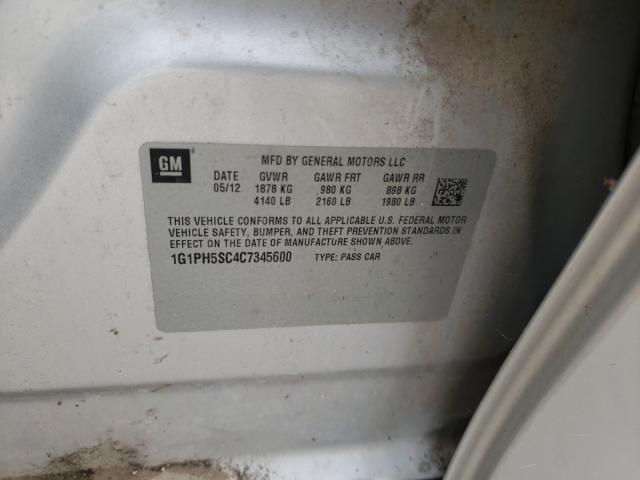 GM
MFD BY GENERAL MOTORS LLC
DATE GVWR GAWR FRT GAWR RR
05/12 1878 KG 980 KG 898 KG
4140 LB 2160 LB 1980 LB
THIS VEHICLE CONFORMS TO ALL APPLICABLE U.S. FEDERAL MOTOR
VEHICLE SAFETY, BUMPER, AND THEFT PREVENTION STANDARDS IN
EFFECT ON THE DATE OF MANUFACTURE SHOWN ABOVE.
1G1PH5SC4C7345600 TYPE: PASS CAR